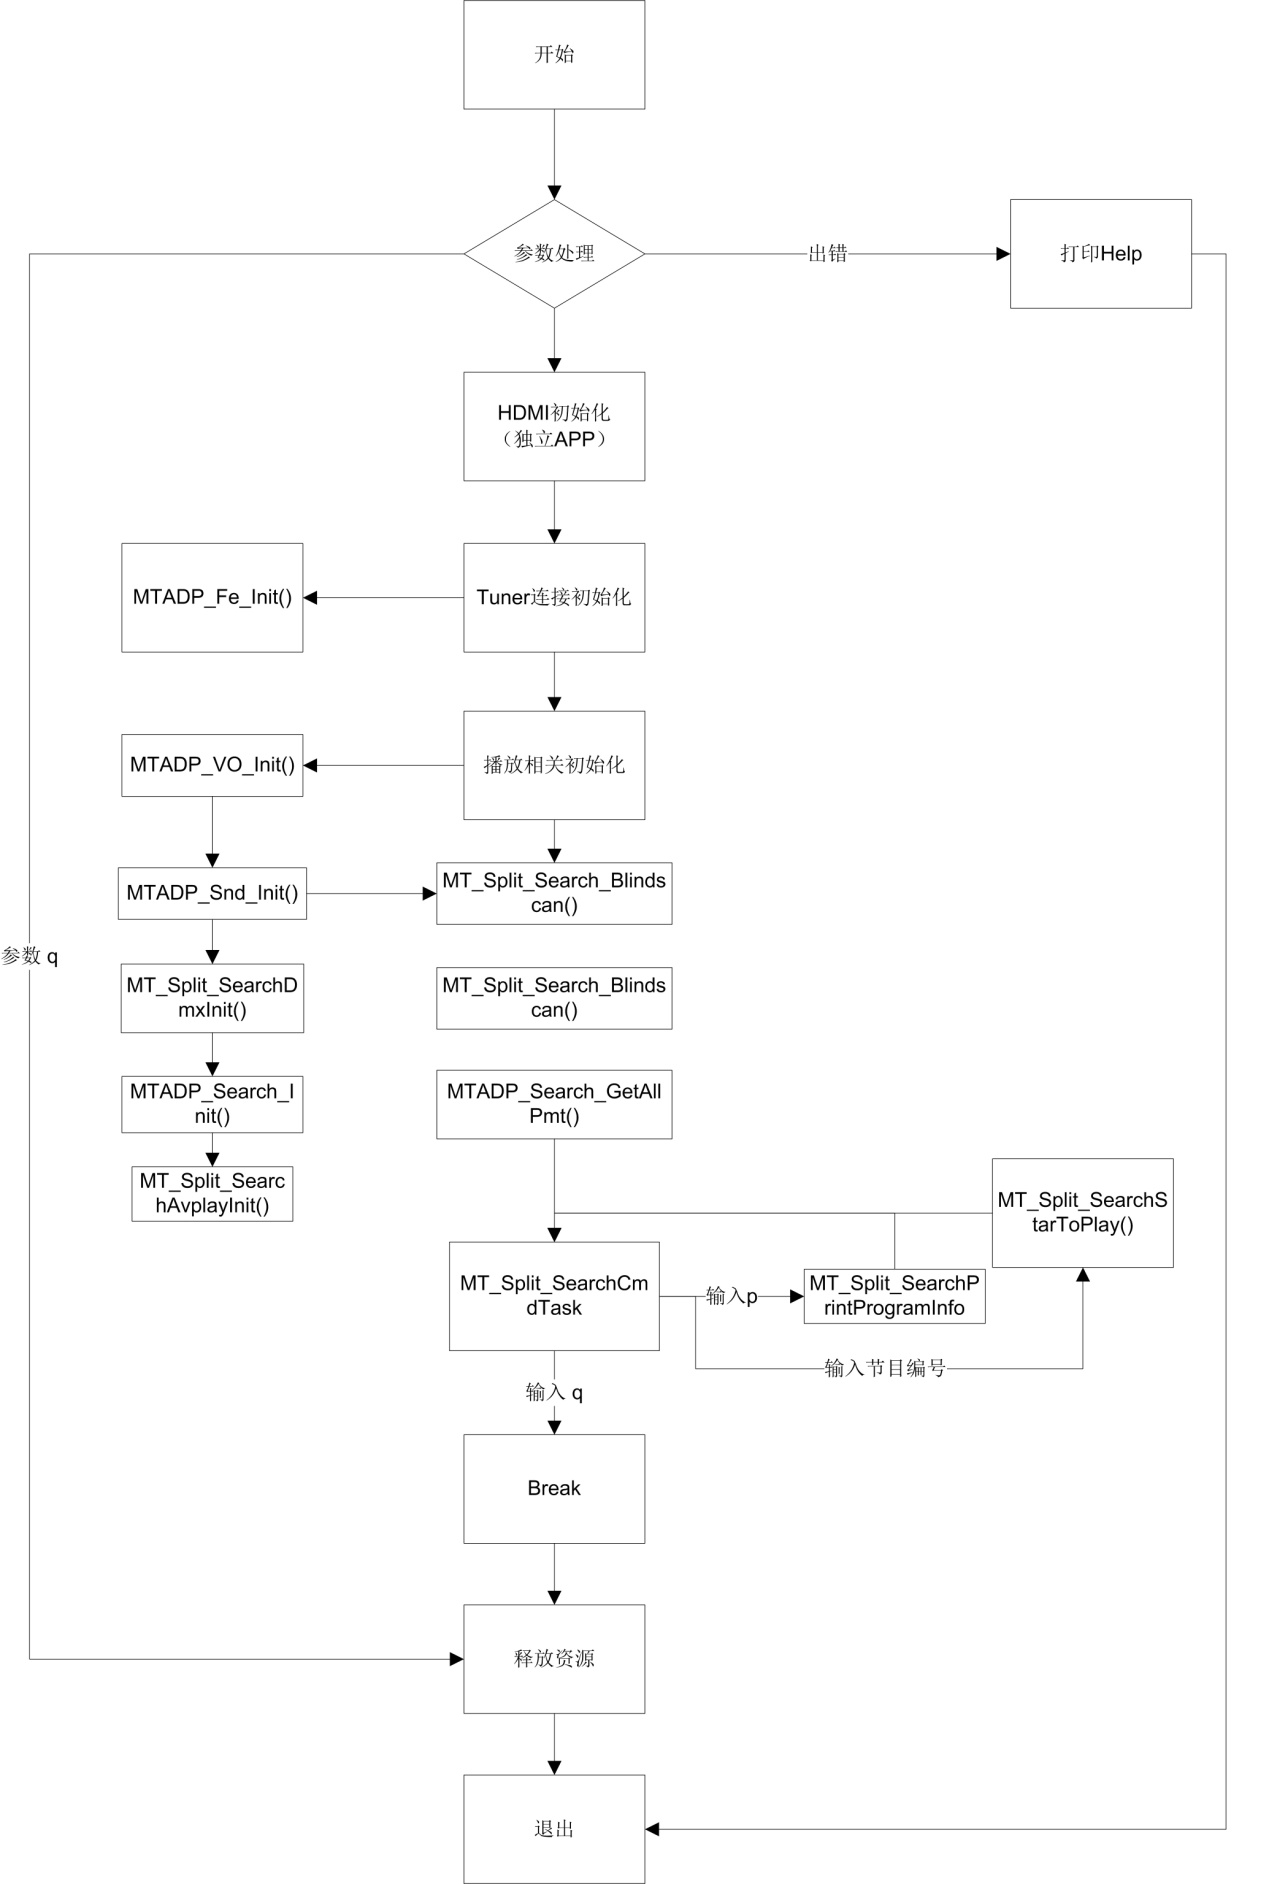 开始
参数处理
出错
打印Help
HDMI初始化
（独立APP）
MTADP_Fe_Init()
Tuner连接初始化
MTADP_VO_Init()
播放相关初始化
MTADP_Snd_Init()
MT_Split_Search_Blinds
can()
参数 q
MT_Split_SearchD
mxInit()
MT_Split_Search_Blinds
can()
MTADP_Search_I
nit()
MTADP_Search_GetAll
Pmt()
MT_Split_Searc
hAvplayInit()
MT_Split_SearchS
tarToPlay()
MT_Split_SearchCm
dTask
输入p
MT_Split_SearchP
rintProgramInfo
输入节目编号
输入 q
Break
释放资源
退出